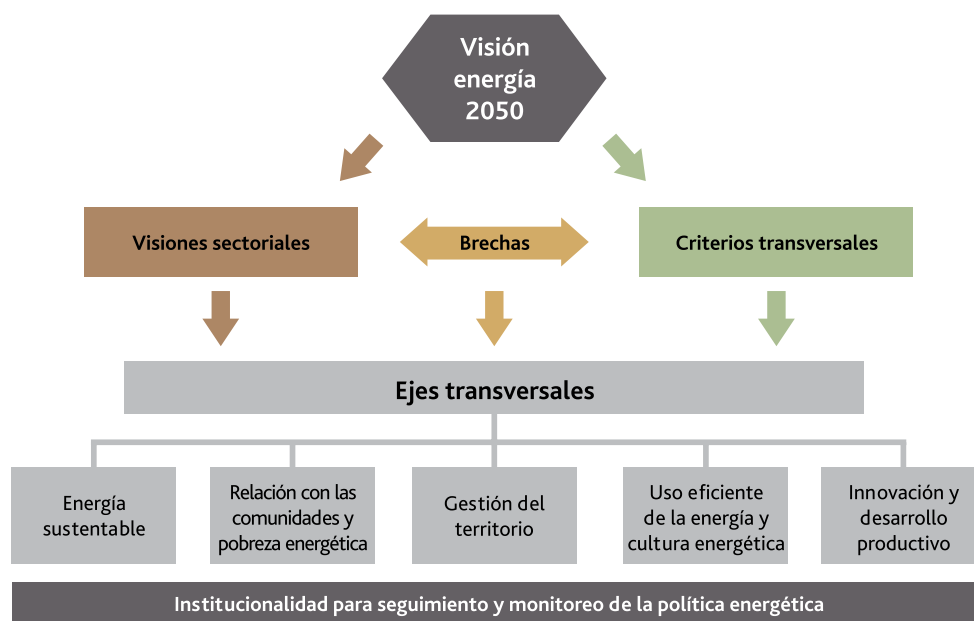 Visión
energía
2050
Visiones sectoriales
Brechas
Criterios transversales
Ejes transversales
Energía
sustentable
Relación con las
comunidades y
pobreza energética
Gestión del
territorio
Uso eficiente
de la energía y
cultura energética
Innovación y
desarrollo
productivo
Institucionalidad para seguimiento y monitoreo de la política energética